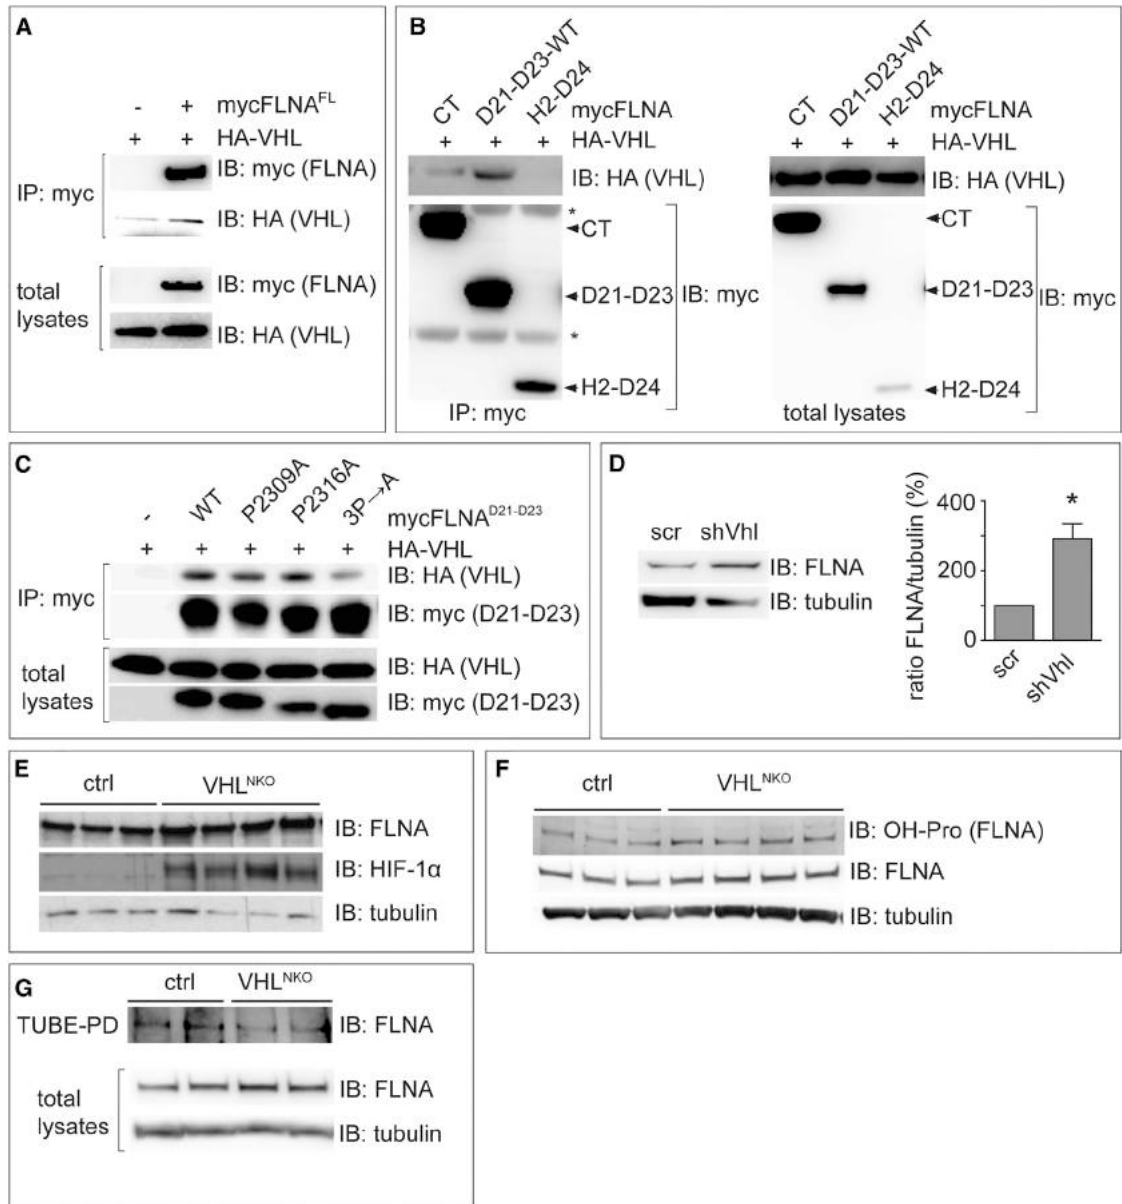 A
- + mycFLNA^FL
+ + HA-VHL
IP: myc
IB: myc (FLNA)
IB: HA (VHL)
total lysates
IB: myc (FLNA)
IB: HA (VHL)
B
CT D21-D23-WT H2-D24 mycFLNA
+ + + HA-VHL
IB: HA (VHL)
*
CT
D21-D23
*
H2-D24
IB: myc
IP: myc
CT D21-D23-WT H2-D24 mycFLNA
+ + + HA-VHL
IB: HA (VHL)
CT
D21-D23
H2-D24
IB: myc
total lysates
C
- WT P2309A P2316A 3P→A mycFLNA^D21-D23
+ + + + + HA-VHL
IP: myc
IB: HA (VHL)
IB: myc (D21-D23)
total
lysates
IB: HA (VHL)
IB: myc (D21-D23)
D
scr shVhl
IB: FLNA
IB: tubulin
ratio FLNA/tubulin (%)
400
200
0
*
scr shVhl
E
ctrl VHL^NKO
IB: FLNA
IB: HIF-1α
IB: tubulin
F
ctrl VHL^NKO
IB: OH-Pro (FLNA)
IB: FLNA
IB: tubulin
G
ctrl VHL^NKO
TUBE-PD IB: FLNA
total
lysates
IB: FLNA
IB: tubulin